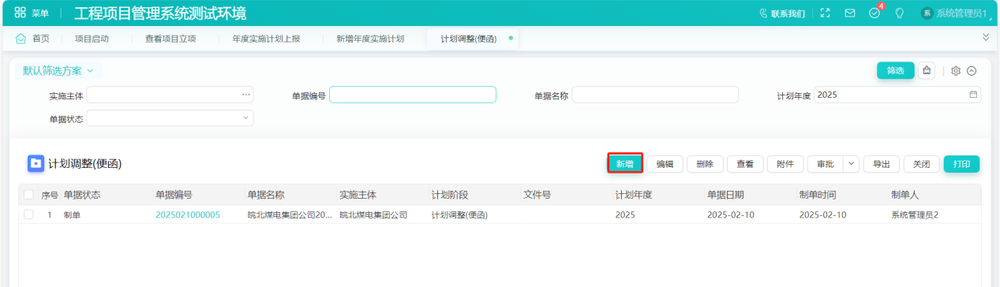 菜单 工程项目管理系统测试环境 联系我们 4 系 系统管理员1
首页 项目启动 查看项目立项 年度实施计划上报 新增年度实施计划 计划调整(便函)
默认筛选方案 筛选
实施主体 单据编号 单据名称 计划年度 2025
单据状态
计划调整(便函) 新增 编辑 删除 查看 附件 审批 导出 关闭 打印
序号 单据状态 单据编号 单据名称 实施主体 计划阶段 文件号 计划年度 单据日期 制单时间 制单人
1 制单 2025021000005 皖北煤电集团公司20... 皖北煤电集团公司 计划调整(便函) 2025 2025-02-10 2025-02-10 系统管理员2